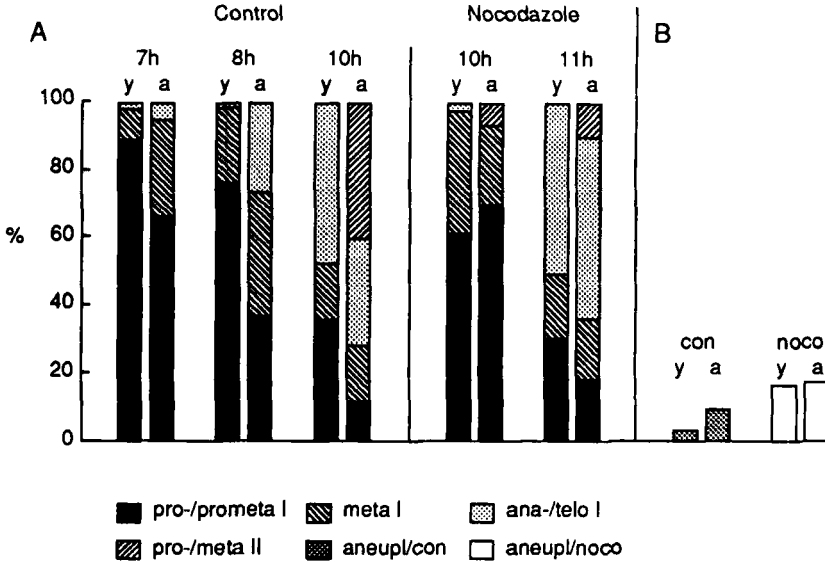 A Control Nocodazole B
7h 8h 10h 10h 11h
y a y a y a y a y a
100
80
60
%
40
20
0
con noco
y a y a
pro-/prometa I meta I ana-/telo I
pro-/meta II aneupl/con aneupl/noco